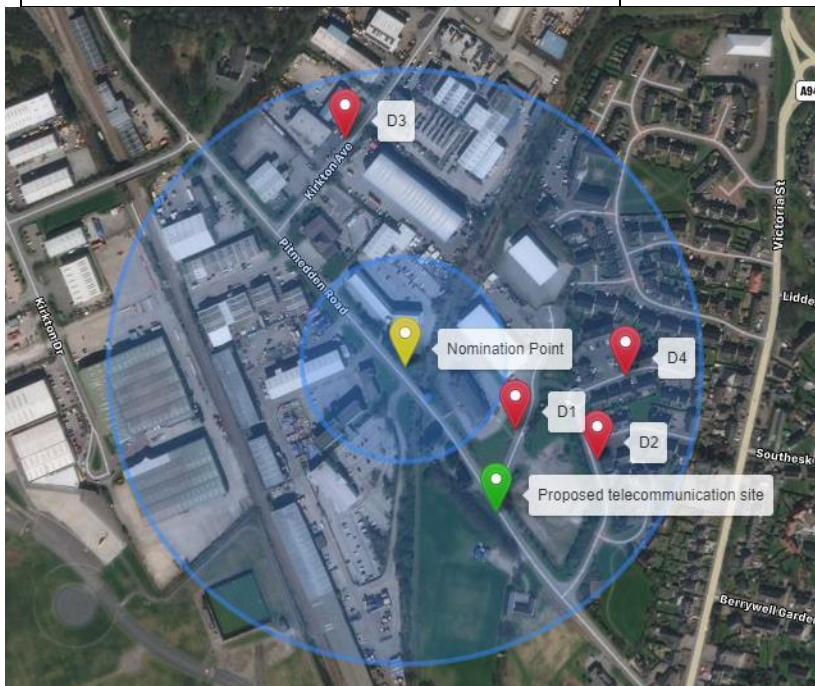 A94
D3
Kirkton Ave
Victoria St
Pitmedden Road
Kirkton Dr
Lidde
Nomination Point
D4
D1
D2
Southesk
Proposed telecommunication site
Berrywell Garden